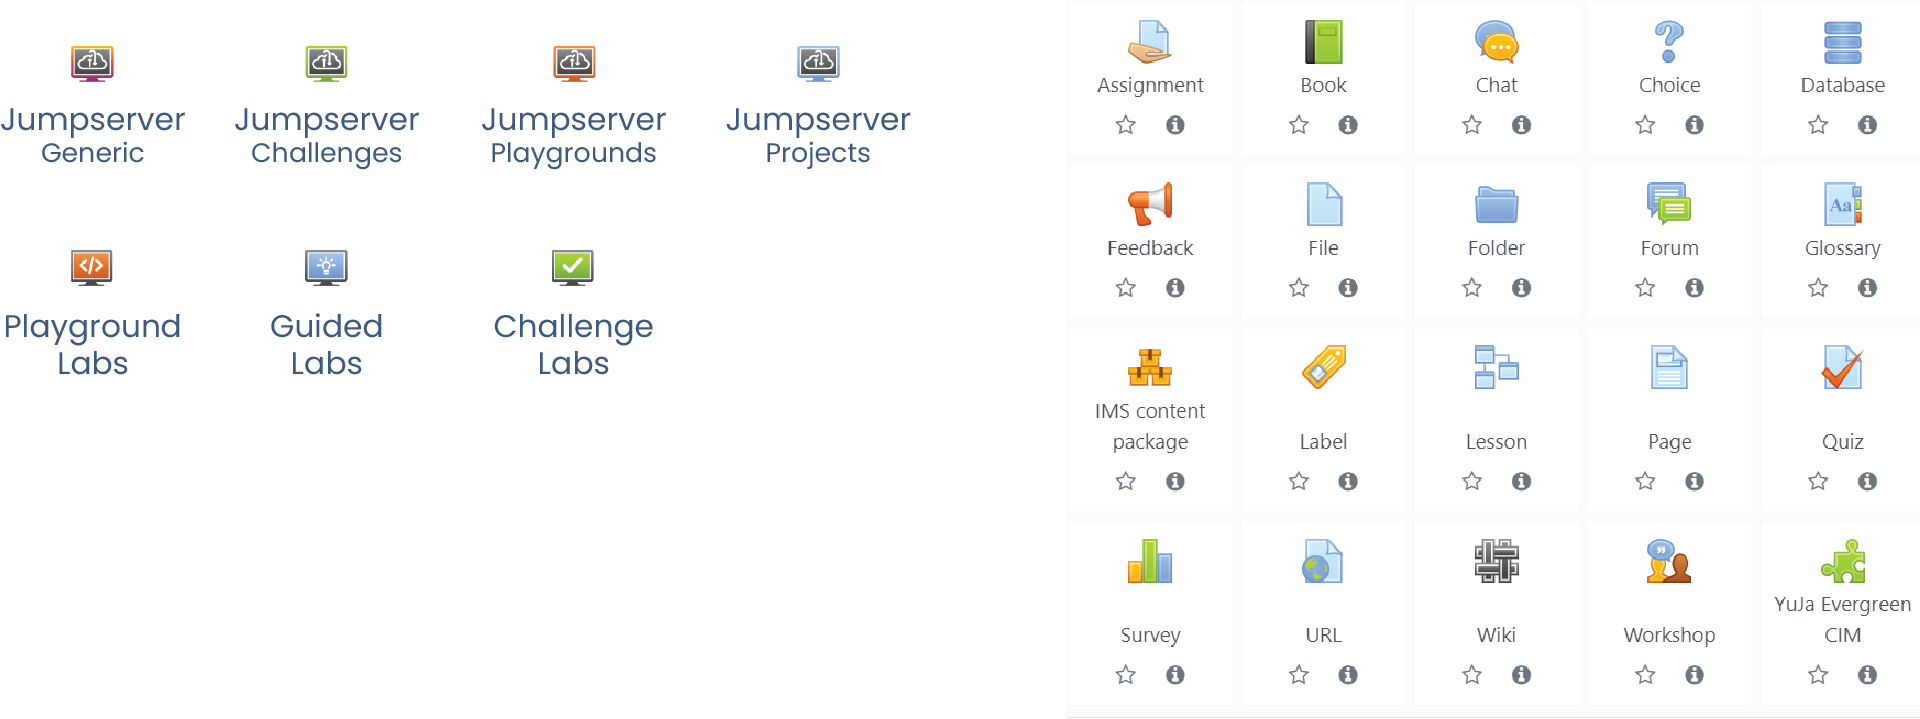 Jumpserver
Generic
Jumpserver
Challenges
Jumpserver
Playgrounds
Jumpserver
Projects
Playground
Labs
Guided
Labs
Challenge
Labs
Assignment
Book
Chat
Choice
Database
Feedback
File
Folder
Forum
Aa
Glossary
IMS content
package
Label
Lesson
Page
Quiz
Survey
URL
Wiki
Workshop
YuJa Evergreen
CIM